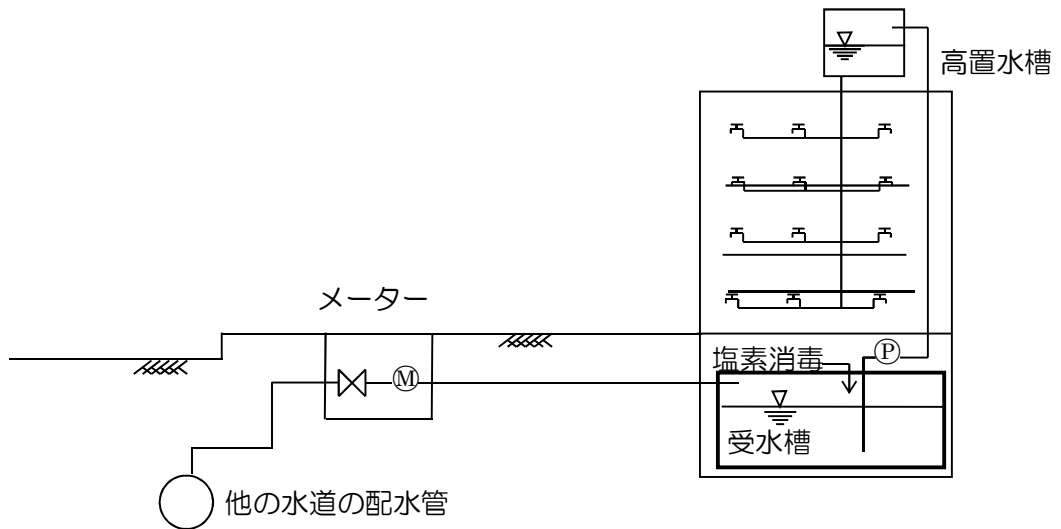 高置水槽
メーター
塩素消毒
Ⓟ
Ⓜ
受水槽
他の水道の配水管